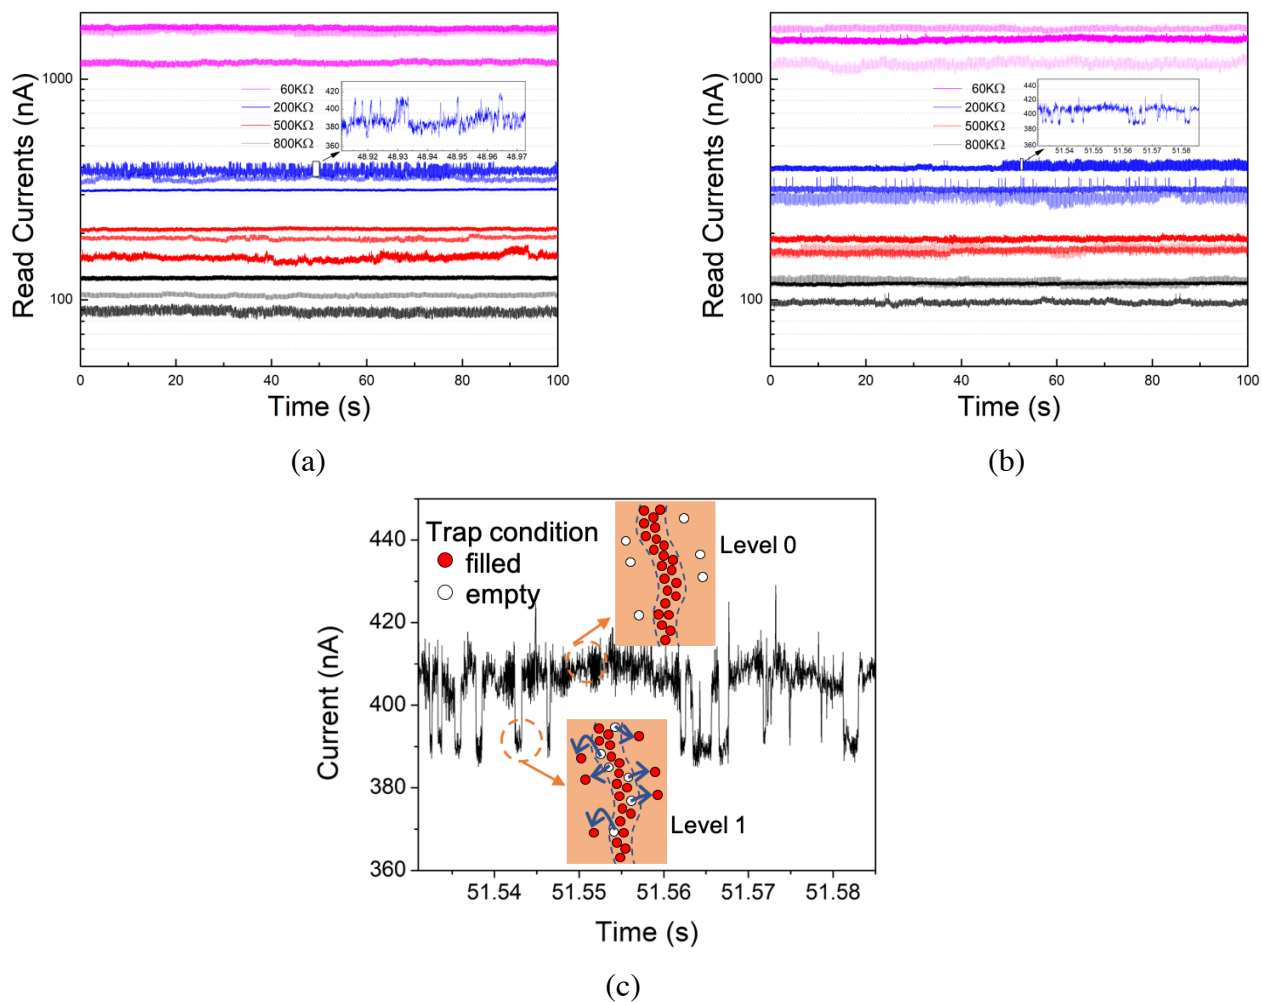 1000
100
Read Currents (nA)
60KΩ
200KΩ
500KΩ
800KΩ
420
400
380
360
48.92 48.93 48.94 48.95 48.96 48.97
0 20 40 60 80 100
Time (s)
(a)
1000
100
Read Currents (nA)
60KΩ
200KΩ
500KΩ
800KΩ
440
420
400
380
360
51.54 51.55 51.56 51.57 51.58
0 20 40 60 80 100
Time (s)
(b)
Trap condition
filled
empty
Level 0
Level 1
440
420
400
380
360
Current (nA)
51.54 51.55 51.56 51.57 51.58
Time (s)
(c)